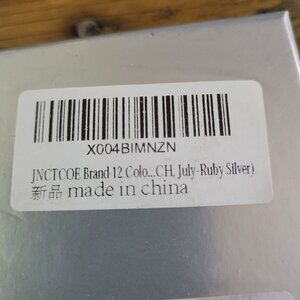 X004BIMNZN
JNCTCOE Brand 12 Colo...CH, July-Ruby Silver)
新品 made in china